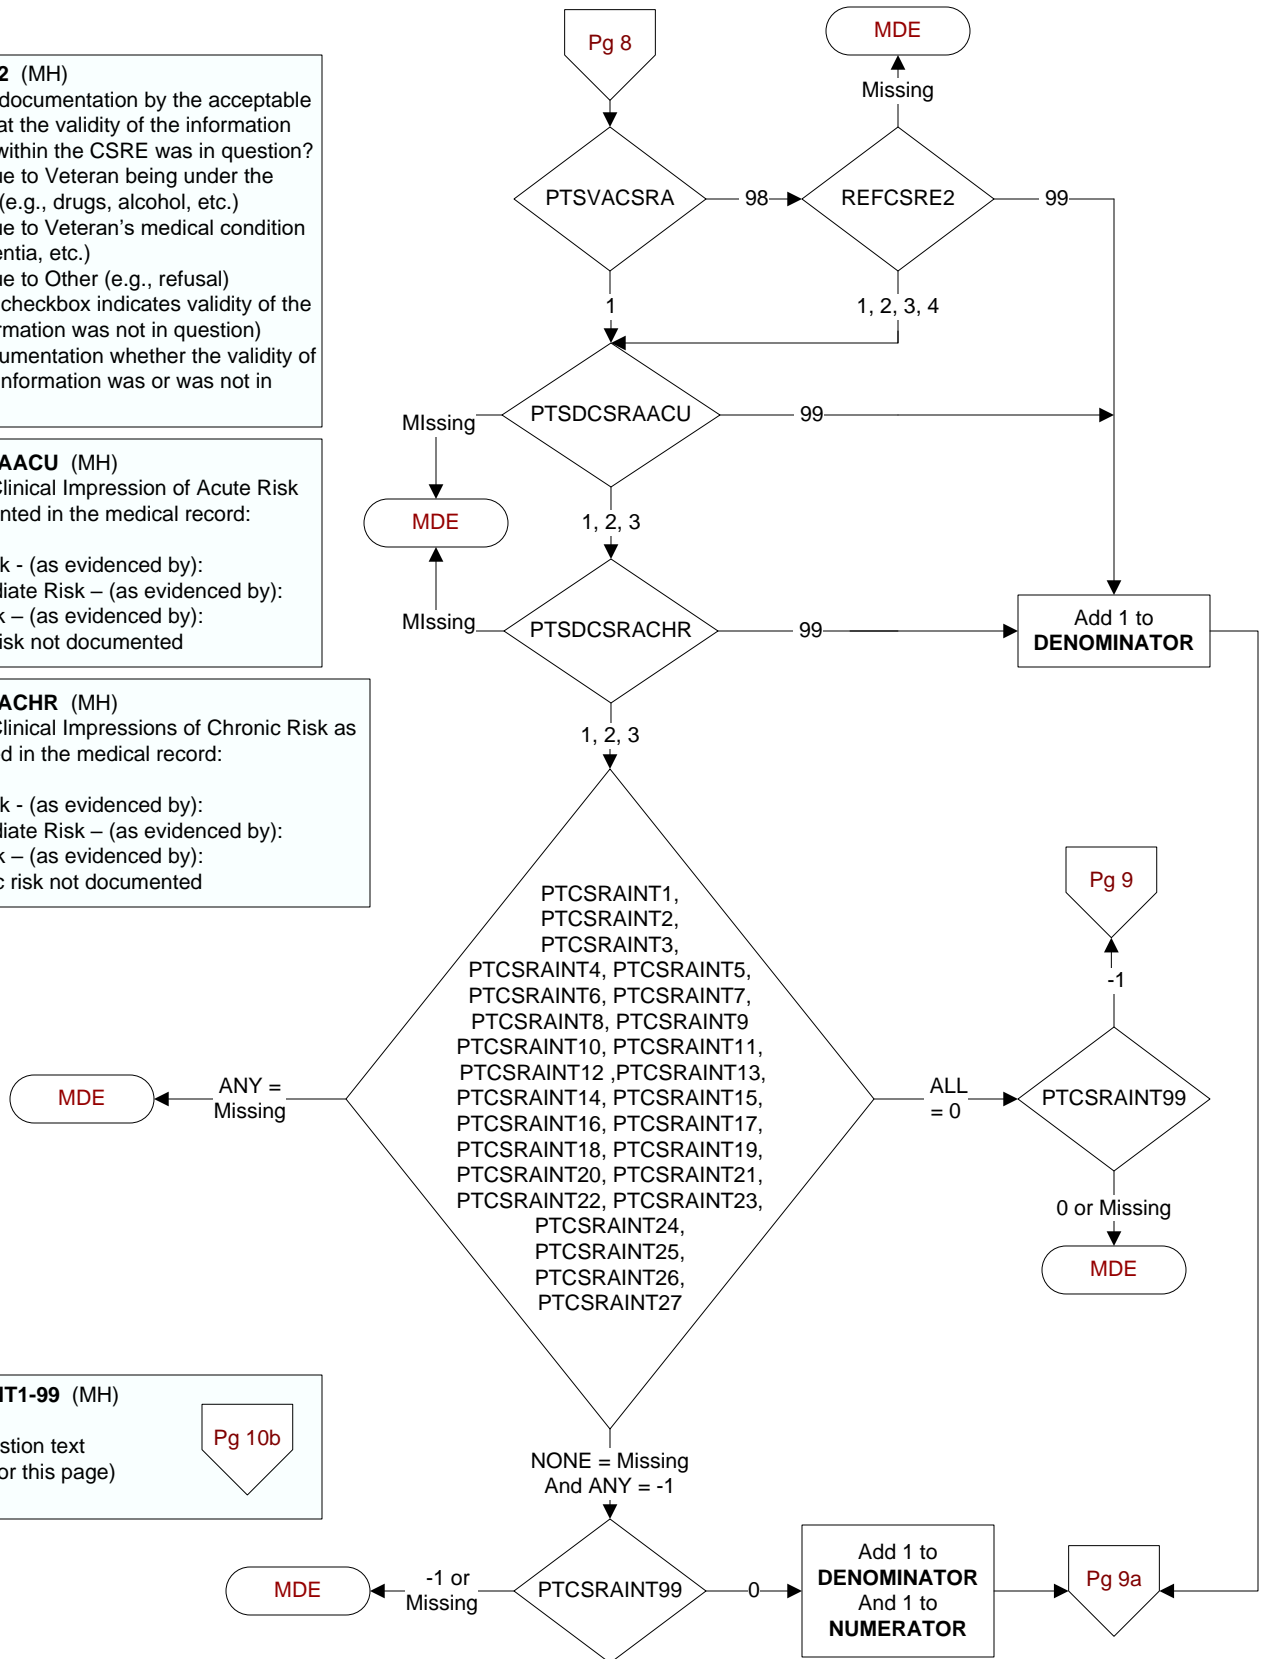 Pg 8
MDE
Missing
PTSVACSRA
98
REFCSRE2
99
1
1, 2, 3, 4
2 (MH)
documentation by the acceptable
at the validity of the information
within the CSRE was in question?
ue to Veteran being under the
(e.g., drugs, alcohol, etc.)
ue to Veteran's medical condition
entia, etc.)
ue to Other (e.g., refusal)
checkbox indicates validity of the
rmation was not in question)
umentation whether the validity of
information was or was not in
MIssing
PTSDCSRAACU
99
MDE
1, 2, 3
AACU (MH)
Clinical Impression of Acute Risk
nted in the medical record:
k - (as evidenced by):
diate Risk – (as evidenced by):
k – (as evidenced by):
risk not documented
MIssing
PTSDCSRACHR
99
Add 1 to
DENOMINATOR
1, 2, 3
ACHR (MH)
Clinical Impressions of Chronic Risk as
d in the medical record:
k - (as evidenced by):
diate Risk – (as evidenced by):
k – (as evidenced by):
c risk not documented
PTCSRAINT1,
PTCSRAINT2,
PTCSRAINT3,
PTCSRAINT4, PTCSRAINT5,
PTCSRAINT6, PTCSRAINT7,
PTCSRAINT8, PTCSRAINT9
PTCSRAINT10, PTCSRAINT11,
PTCSRAINT12 ,PTCSRAINT13,
PTCSRAINT14, PTCSRAINT15,
PTCSRAINT16, PTCSRAINT17,
PTCSRAINT18, PTCSRAINT19,
PTCSRAINT20, PTCSRAINT21,
PTCSRAINT22, PTCSRAINT23,
PTCSRAINT24,
PTCSRAINT25,
PTCSRAINT26,
PTCSRAINT27
MDE
ANY =
Missing
ALL
= 0
Pg 9
-1
PTCSRAINT99
0 or Missing
MDE
NT1-99 (MH)
stion text
or this page)
Pg 10b
NONE = Missing
And ANY = -1
MDE
-1 or
Missing
PTCSRAINT99
0
Add 1 to
DENOMINATOR
And 1 to
NUMERATOR
Pg 9a